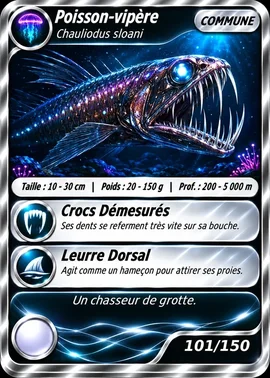 Poisson-vipère
COMMUNE
Chauliodus sloani
Taille : 10 - 30 cm | Poids : 20 - 150 g | Prof. : 200 - 5 000 m
Crocs Démesurés
Ses dents se referment très vite sur sa bouche.
Leurre Dorsal
Agit comme un hameçon pour attirer ses proies.
Un chasseur de grotte.
101/150